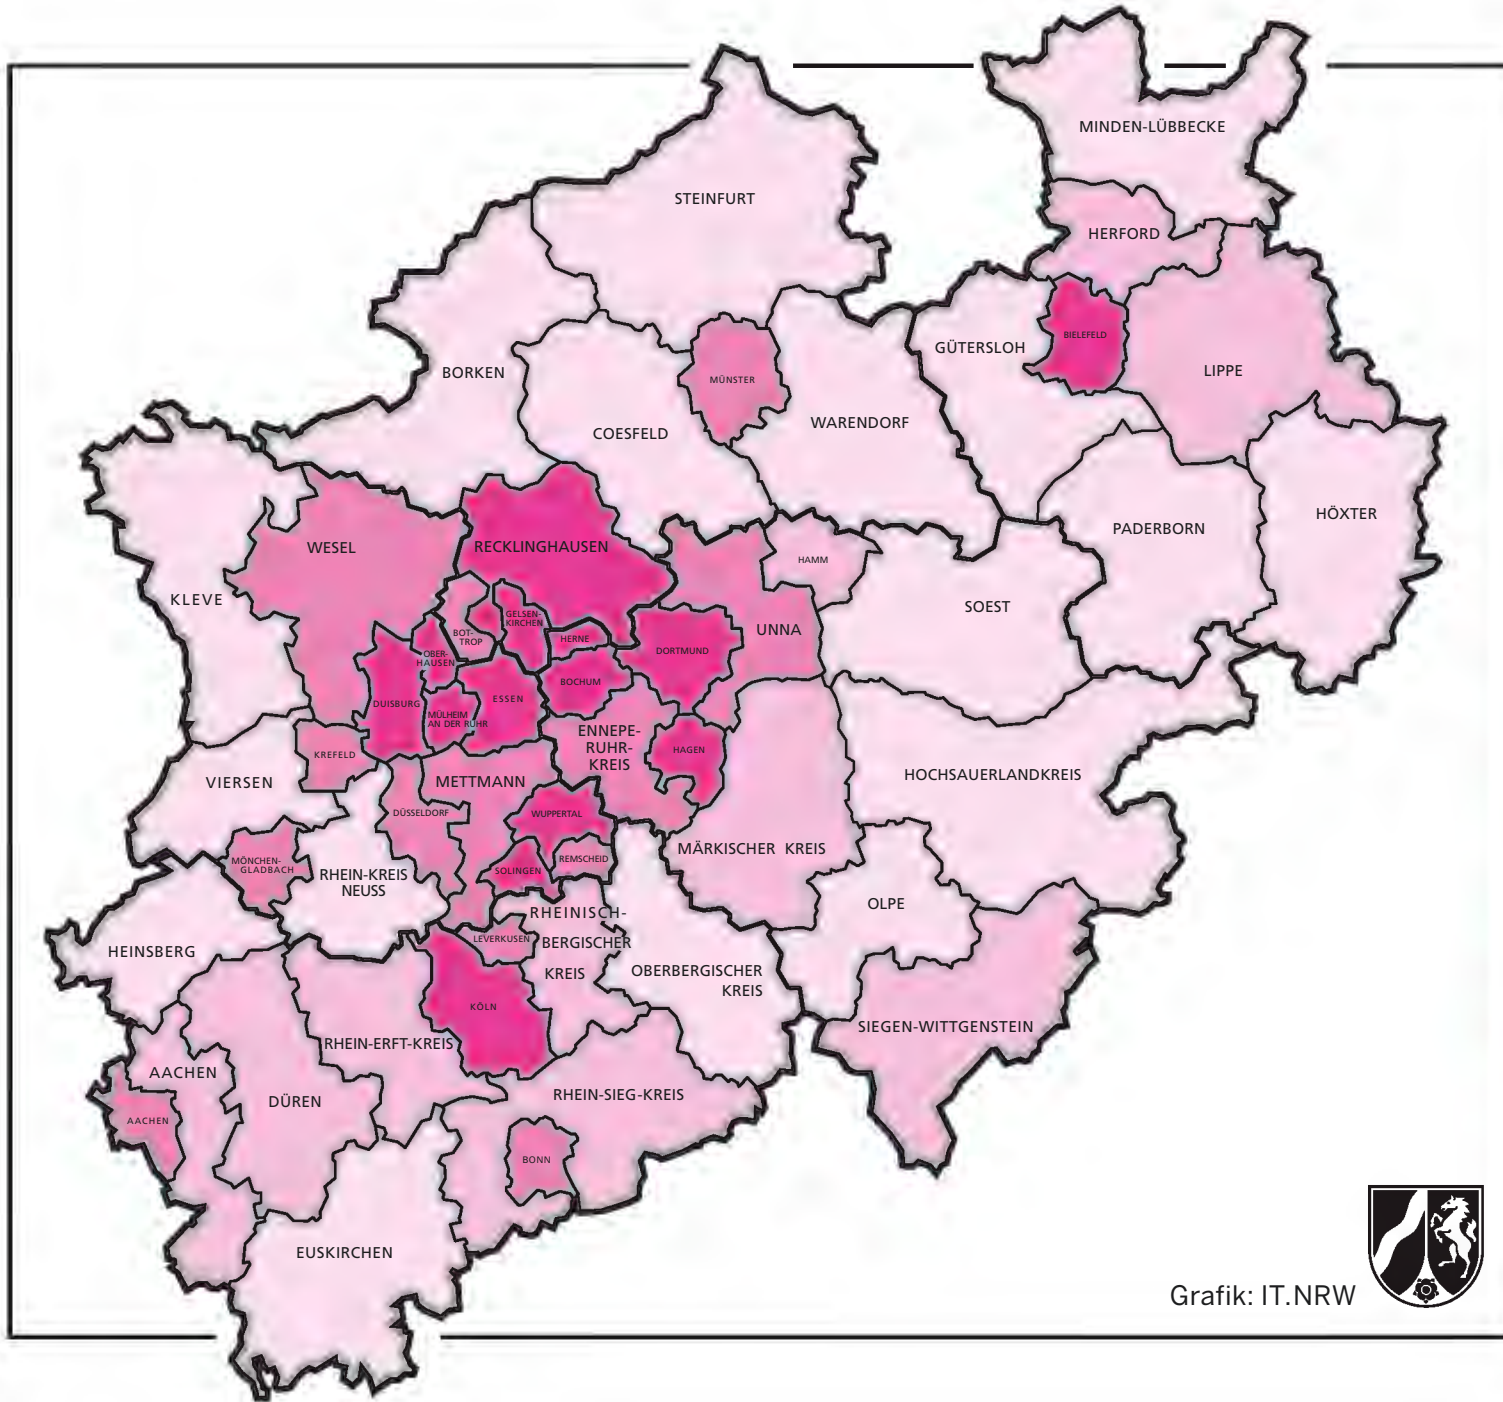 MINDEN-LÜBBECKE
STEINFURT
HERFORD
BIELEFELD
GÜTERSLOH
LIPPE
BORKEN
MÜNSTER
WARENDORF
COESFELD
HÖXTER
PADERBORN
WESEL
RECKLINGHAUSEN
HAMM
KLEVE
SOEST
GELSEN-
KIRCHEN
BOT-
TROP
HERNE
UNNA
DORTMUND
OBER-
HAUSEN
BOCHUM
DUISBURG
ESSEN
MÜLHEIM
AN DER RUHR
ENNEPE-
RUHR-
KREIS
HAGEN
KREFELD
VIERSEN
METTMANN
HOCHSAUERLANDKREIS
DÜSSELDORF
WUPPERTAL
MÄRKISCHER KREIS
MÖNCHEN-
GLADBACH
RHEIN-KREIS
NEUSS
SOLINGEN
REMSCHEID
OLPE
RHEINISCH-
BERGISCHER
KREIS
LEVERKUSEN
HEINSBERG
OBERBERGISCHER
KREIS
KÖLN
SIEGEN-WITTGENSTEIN
RHEIN-ERFT-KREIS
AACHEN
DÜREN
RHEIN-SIEG-KREIS
AACHEN
BONN
EUSKIRCHEN
Grafik: IT.NRW